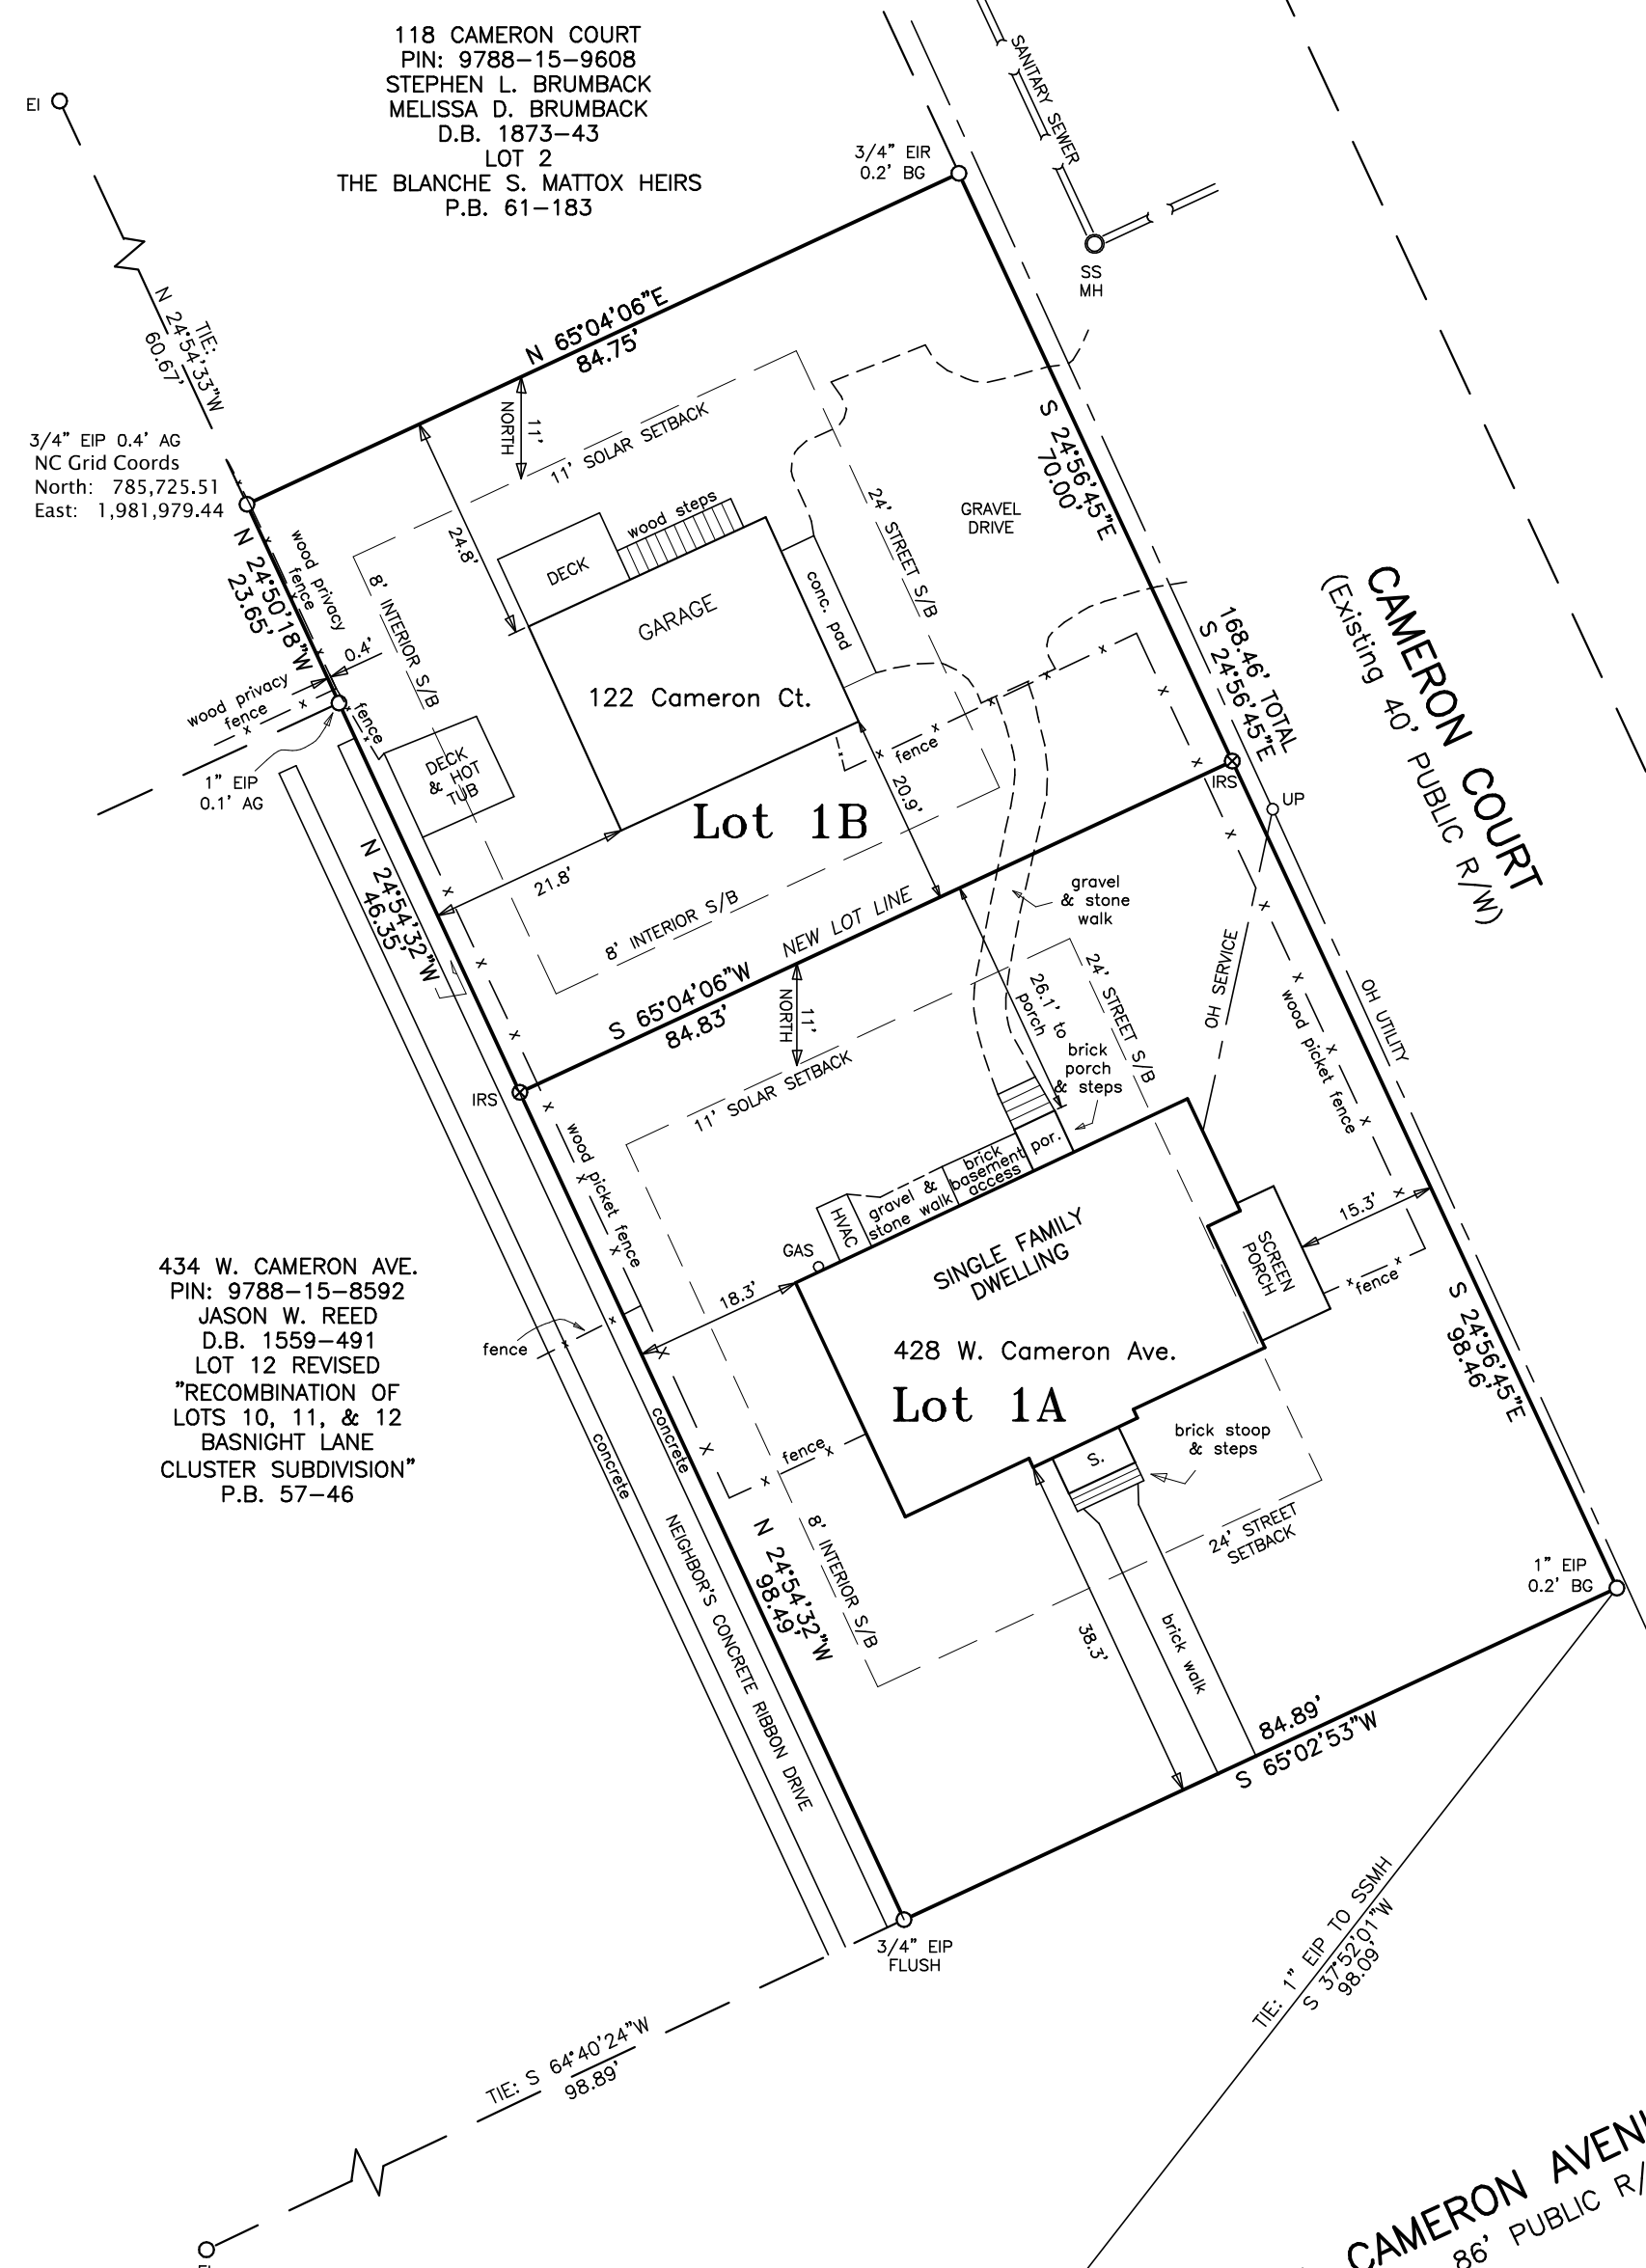 118 CAMERON COURT
PIN: 9788-15-9608
STEPHEN L. BRUMBACK
MELISSA D. BRUMBACK
D.B. 1873-43
LOT 2
THE BLANCHE S. MATTOX HEIRS
P.B. 61-183
EI
SANITARY SEWER
3/4" EIR
0.2' BG
SS
MH
TIE:
N 24°54'33"W
60.67'
N 65°04'06"E
84.75'
3/4" EIP 0.4' AG
NC Grid Coords
North: 785,725.51
East: 1,981,979.44
11'
NORTH
11' SOLAR SETBACK
S 24°56'45"E
70.00'
24.8'
wood steps
DECK
GARAGE
conc. pad
24' STREET S/B
GRAVEL
DRIVE
wood privacy
fence
N 24°50'18"W
23.65'
8' INTERIOR S/B
0.4'
wood privacy
fence
fence
1" EIP
0.1' AG
122 Cameron Ct.
DECK
& HOT
TUB
fence
20.9'
Lot 1B
168.46' TOTAL
S 24°56'45"E
IRS
UP
CAMERON COURT
(Existing 40' PUBLIC R/W)
N 24°54'32"W
46.35'
21.8'
8' INTERIOR S/B
NEW LOT LINE
gravel
& stone
walk
S 65°04'06"W
84.83'
11'
NORTH
11' SOLAR SETBACK
26.1' to
porch
24' STREET S/B
OH SERVICE
OH UTILITY
wood picket fence
IRS
brick
porch
& steps
wood picket fence
por.
brick
basement
access
gravel &
stone walk
HVAC
GAS
18.3'
SINGLE FAMILY
DWELLING
SCREEN
PORCH
15.3'
fence
434 W. CAMERON AVE.
PIN: 9788-15-8592
JASON W. REED
D.B. 1559-491
LOT 12 REVISED
"RECOMBINATION OF
LOTS 10, 11, & 12
BASNIGHT LANE
CLUSTER SUBDIVISION"
P.B. 57-46
fence
428 W. Cameron Ave.
Lot 1A
S 24°56'45"E
98.46'
concrete
concrete
fence
S.
brick stoop
& steps
NEIGHBOR'S CONCRETE RIBBON DRIVE
N 24°54'32"W
98.49'
8' INTERIOR S/B
24' STREET
SETBACK
1" EIP
0.2' BG
38.3'
brick walk
84.89'
S 65°02'53"W
3/4" EIP
FLUSH
TIE: 1" EIP TO SSMH
S 37°52'01"W
98.09'
TIE: S 64°40'24"W
98.89'
CAMERON AVEN
86' PUBLIC R/